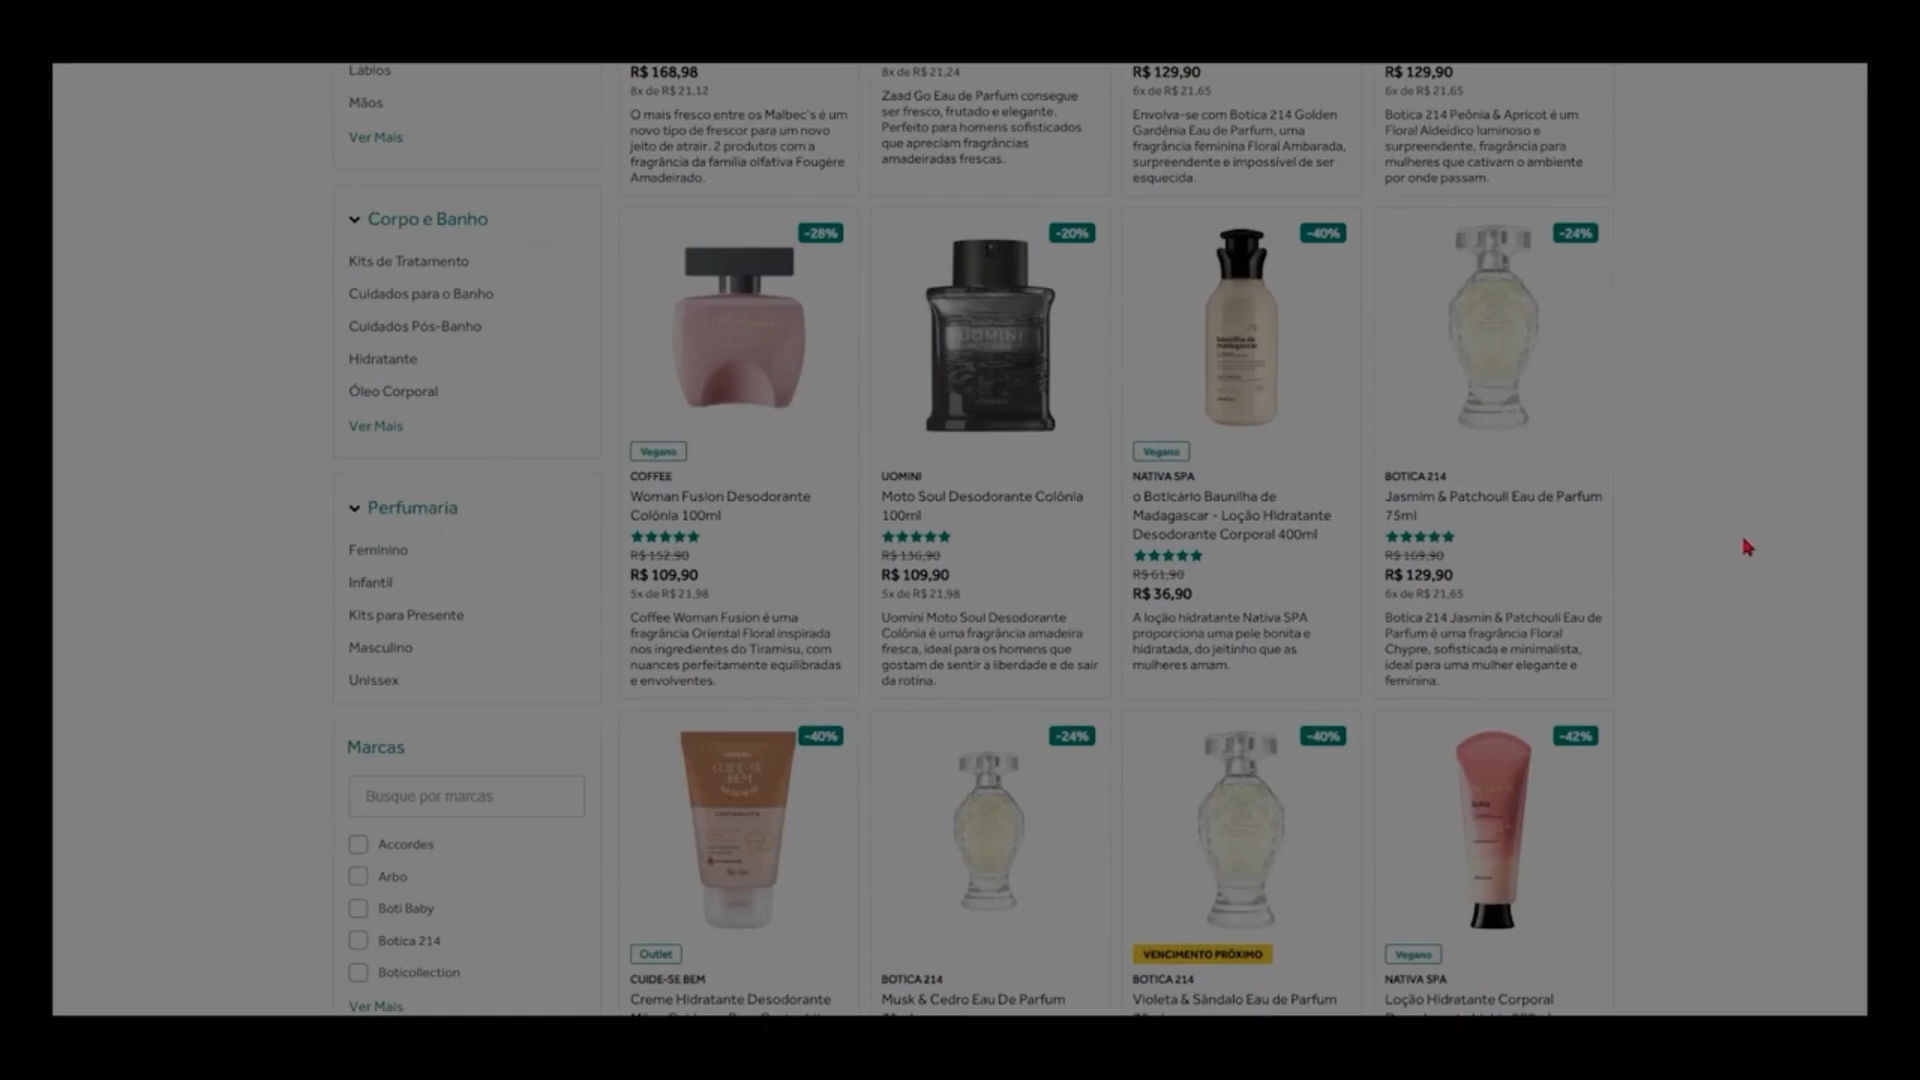 Lábios
Mãos
Ver Mais
Corpo e Banho
Kits de Tratamento
Cuidados para o Banho
Cuidados Pós-Banho
Hidratante
Óleo Corporal
Ver Mais
Perfumaria
Feminino
Infantil
Kits para Presente
Masculino
Unissex
Marcas
Busque por marcas
Accordes
Arbo
Boti Baby
Botica 214
Boticollection
Ver Mais
R$ 168,98
8x de R$ 21,12
O mais fresco entre os Malbec's é um
novo tipo de frescor para um novo
jeito de atrair. 2 produtos com a
fragrância da família olfativa Fougére
Amadeirado.
8x de R$ 21,24
Zaad Go Eau de Parfum consegue
ser fresco, frutado e elegante.
Perfeito para homens sofisticados
que apreciam fragrâncias
amadeiradas frescas.
R$ 129,90
6x de R$ 21,65
Envolva-se com Botica 214 Golden
Gardênia Eau de Parfum, uma
fragrância feminina Floral Ambarada,
surpreendente e impossível de ser
esquecida.
R$ 129,90
6x de R$ 21,65
Botica 214 Peônia & Apricot é um
Floral Aldeídico luminoso e
surpreendente, fragrância para
mulheres que cativam o ambiente
por onde passam.
-28%
Vegano
COFFEE
Woman Fusion Desodorante
Colônia 100ml
R$ 152,90
R$ 109,90
5x de R$ 21,98
Coffee Woman Fusion é uma
fragrância Oriental Floral inspirada
nos ingredientes do Tiramisu, com
nuances perfeitamente equilibradas
e envolventes.
-20%
UOMINI
UOMINI
Moto Soul Desodorante Colônia
100ml
R$ 136,90
R$ 109,90
5x de R$ 21,98
Uomini Moto Soul Desodorante
Colônia é uma fragrância amadeira
fresca, ideal para os homens que
gostam de sentir a liberdade e de sair
da rotina.
-40%
baunilha de
madagascar
Vegano
NATIVA SPA
o Boticário Baunilha de
Madagascar - Loção Hidratante
Desodorante Corporal 400ml
R$ 61,90
R$ 36,90
A loção hidratante Nativa SPA
proporciona uma pele bonita e
hidratada, do jeitinho que as
mulheres amam.
-24%
BOTICA 214
Jasmim & Patchouli Eau de Parfum
75ml
R$ 169,90
R$ 129,90
6x de R$ 21,65
Botica 214 Jasmin & Patchouli Eau de
Parfum é uma fragrância Floral
Chypre, sofisticada e minimalista,
ideal para uma mulher elegante e
feminina.
-40%
CUIDE-SE
BEM
Outlet
CUIDE-SE BEM
Creme Hidratante Desodorante
-24%
BOTICA 214
Musk & Cedro Eau De Parfum
-40%
VENCIMENTO PRÓXIMO
BOTICA 214
Violeta & Sândalo Eau de Parfum
-42%
Vegano
NATIVA SPA
Loção Hidratante Corporal